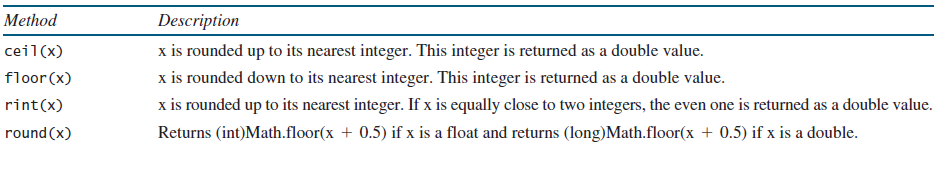 Method Description
ceil(x) x is rounded up to its nearest integer. This integer is returned as a double value.
floor(x) x is rounded down to its nearest integer. This integer is returned as a double value.
rint(x) x is rounded up to its nearest integer. If x is equally close to two integers, the even one is returned as a double value.
round(x) Returns (int)Math.floor(x + 0.5) if x is a float and returns (long)Math.floor(x + 0.5) if x is a double.